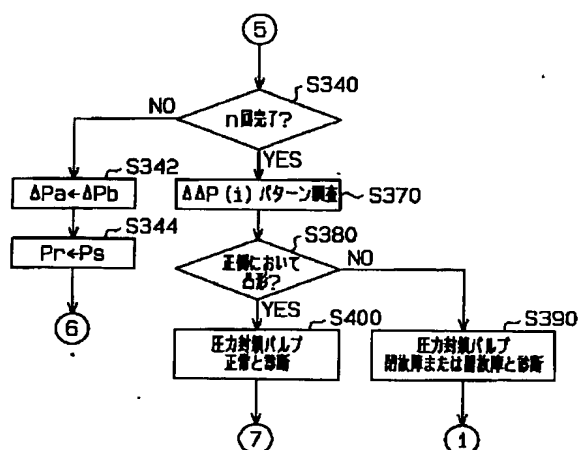 5
S340
NO
n回完了?
YES
S342
ΔPa←ΔPb
ΔΔP(i)パターン調査
S370
S344
Pr←Ps
S380
正側において
凸形?
NO
YES
6
S400
圧力封鎖バルブ
正常と診断
S390
圧力封鎖バルブ
閉故障または開故障と診断
7
1